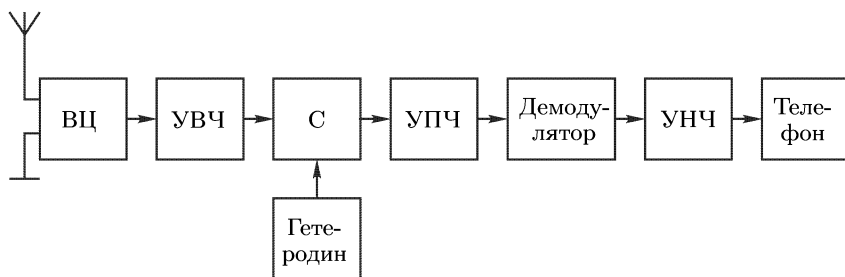 ВЦ
УВЧ
С
УПЧ
Демоду-
лятор
УНЧ
Теле-
фон
Гете-
родин